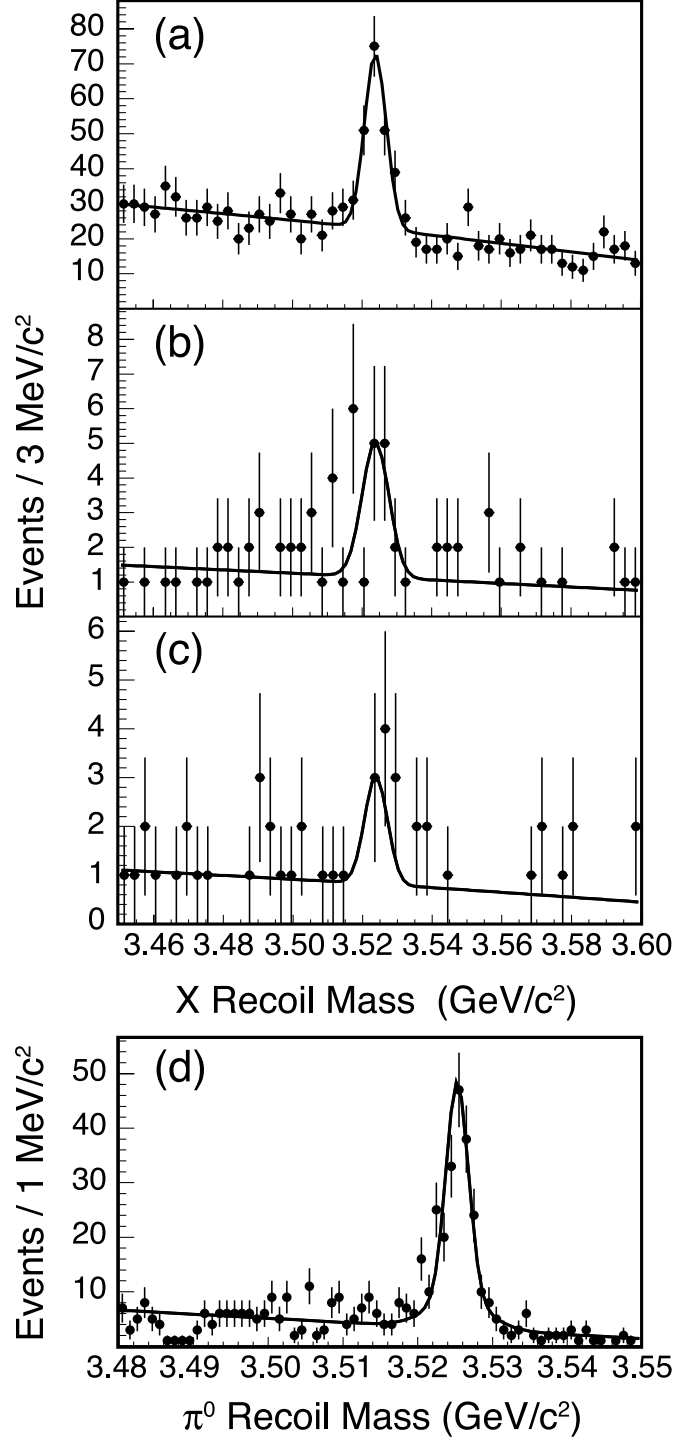 (a)
80
70
60
50
40
30
20
10
(b)
8
7
6
5
4
3
2
1
Events / 3 MeV/c²
(c)
6
5
4
3
2
1
0
3.46 3.48 3.50 3.52 3.54 3.56 3.58 3.60
X Recoil Mass (GeV/c²)
(d)
50
40
30
20
10
Events / 1 MeV/c²
3.48 3.49 3.50 3.51 3.52 3.53 3.54 3.55
π⁰ Recoil Mass (GeV/c²)